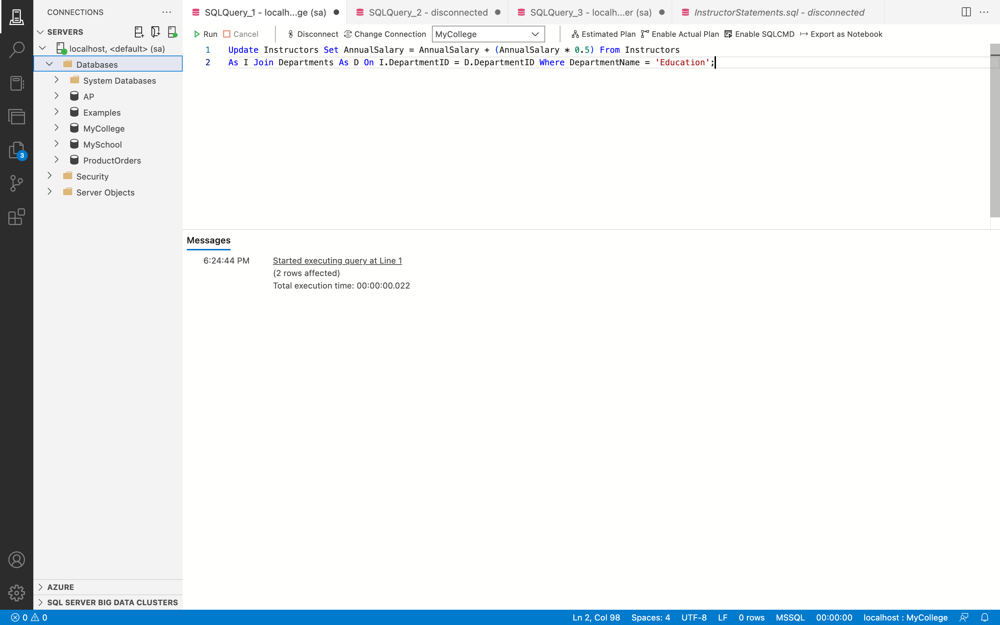 CONNECTIONS
SERVERS
localhost, <default> (sa)
Databases
System Databases
AP
Examples
MyCollege
MySchool
ProductOrders
Security
Server Objects
AZURE
SQL SERVER BIG DATA CLUSTERS
3
SQLQuery_1 - localh...ge (sa)
SQLQuery_2 - disconnected
SQLQuery_3 - localh...er (sa)
InstructorStatements.sql - disconnected
Run Cancel Disconnect Change Connection MyCollege Estimated Plan Enable Actual Plan Enable SQLCMD Export as Notebook
1 Update Instructors Set AnnualSalary = AnnualSalary + (AnnualSalary * 0.5) From Instructors
2 As I Join Departments As D On I.DepartmentID = D.DepartmentID Where DepartmentName = 'Education';
Messages
6:24:44 PM Started executing query at Line 1
(2 rows affected)
Total execution time: 00:00:00.022
0 0 Ln 2, Col 98 Spaces: 4 UTF-8 LF 0 rows MSSQL 00:00:00 localhost : MyCollege